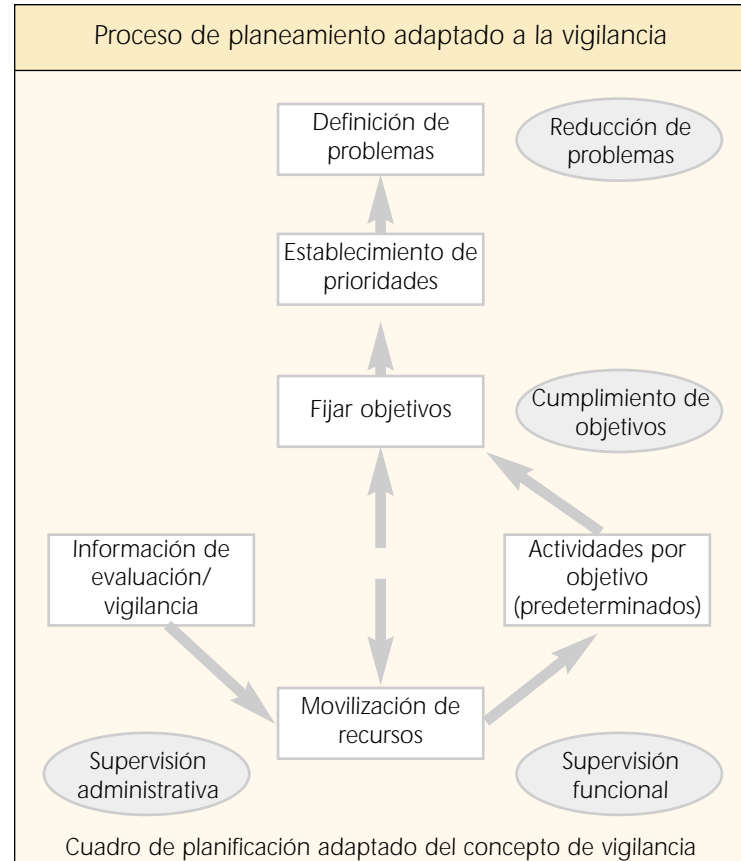 Proceso de planeamiento adaptado a la vigilancia
Definición de
problemas
Reducción de
problemas
Establecimiento de
prioridades
Fijar objetivos
Cumplimiento de
objetivos
Información de
evaluación/
vigilancia
Actividades por
objetivo
(predeterminados)
Movilización de
recursos
Supervisión
administrativa
Supervisión
funcional
Cuadro de planificación adaptado del concepto de vigilancia